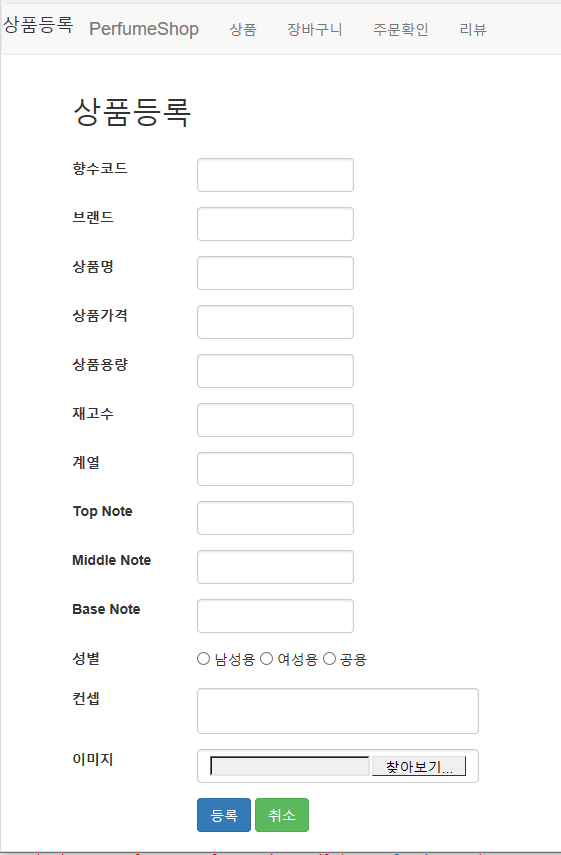 상품등록 PerfumeShop 상품 장바구니 주문확인 리뷰
상품등록
향수코드
브랜드
상품명
상품가격
상품용량
재고수
계열
Top Note
Middle Note
Base Note
성별 남성용 여성용 공용
컨셉
이미지 찾아보기...
등록 취소